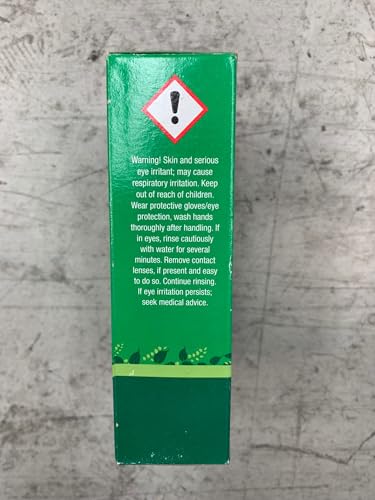 Warning! Skin and serious
eye irritant; may cause
respiratory irritation. Keep
out of reach of children.
Wear protective gloves/eye
protection, wash hands
thoroughly after handling. If
in eyes, rinse cautiously
with water for several
minutes. Remove contact
lenses, if present and easy
to do so. Continue rinsing.
If eye irritation persists;
seek medical advice.